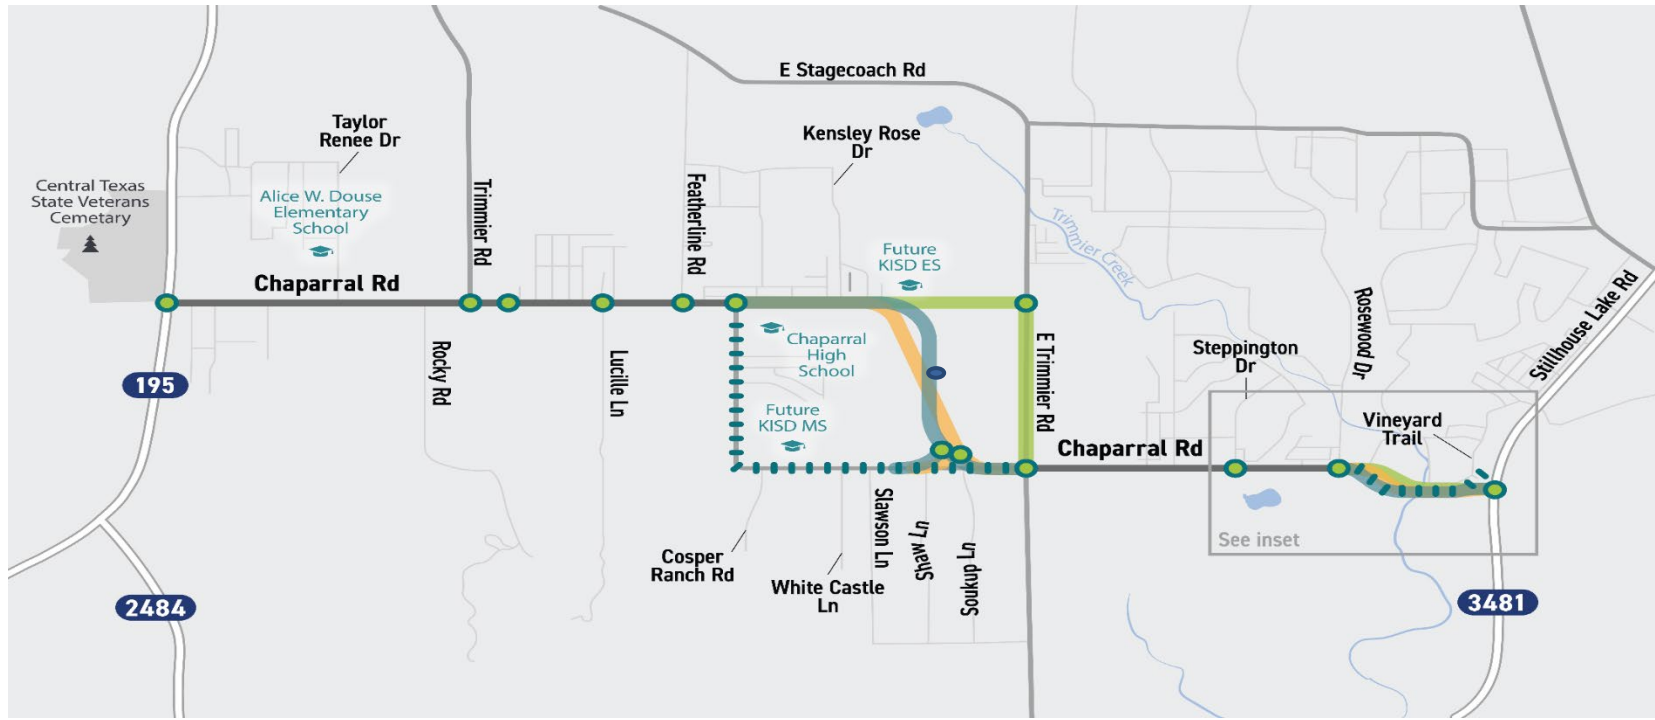 E Stagecoach Rd
Taylor
Renee Dr
Kensley Rose
Dr
Central Texas
State Veterans
Cemetary
Alice W. Douse
Elementary
School
Trimmier Rd
Featherline Rd
Trimmier Creek
Future
KISD ES
Chaparral Rd
Rosewood Dr
Stillhouse Lake Rd
Chaparral
High
School
E Trimmier Rd
Steppington
Dr
195
Rocky Rd
Lucille Ln
Future
KISD MS
Vineyard
Trail
Chaparral Rd
Slawson Ln
Shaw Ln
Sonkup Ln
See inset
Cosper
Ranch Rd
White Castle
Ln
2484
3481